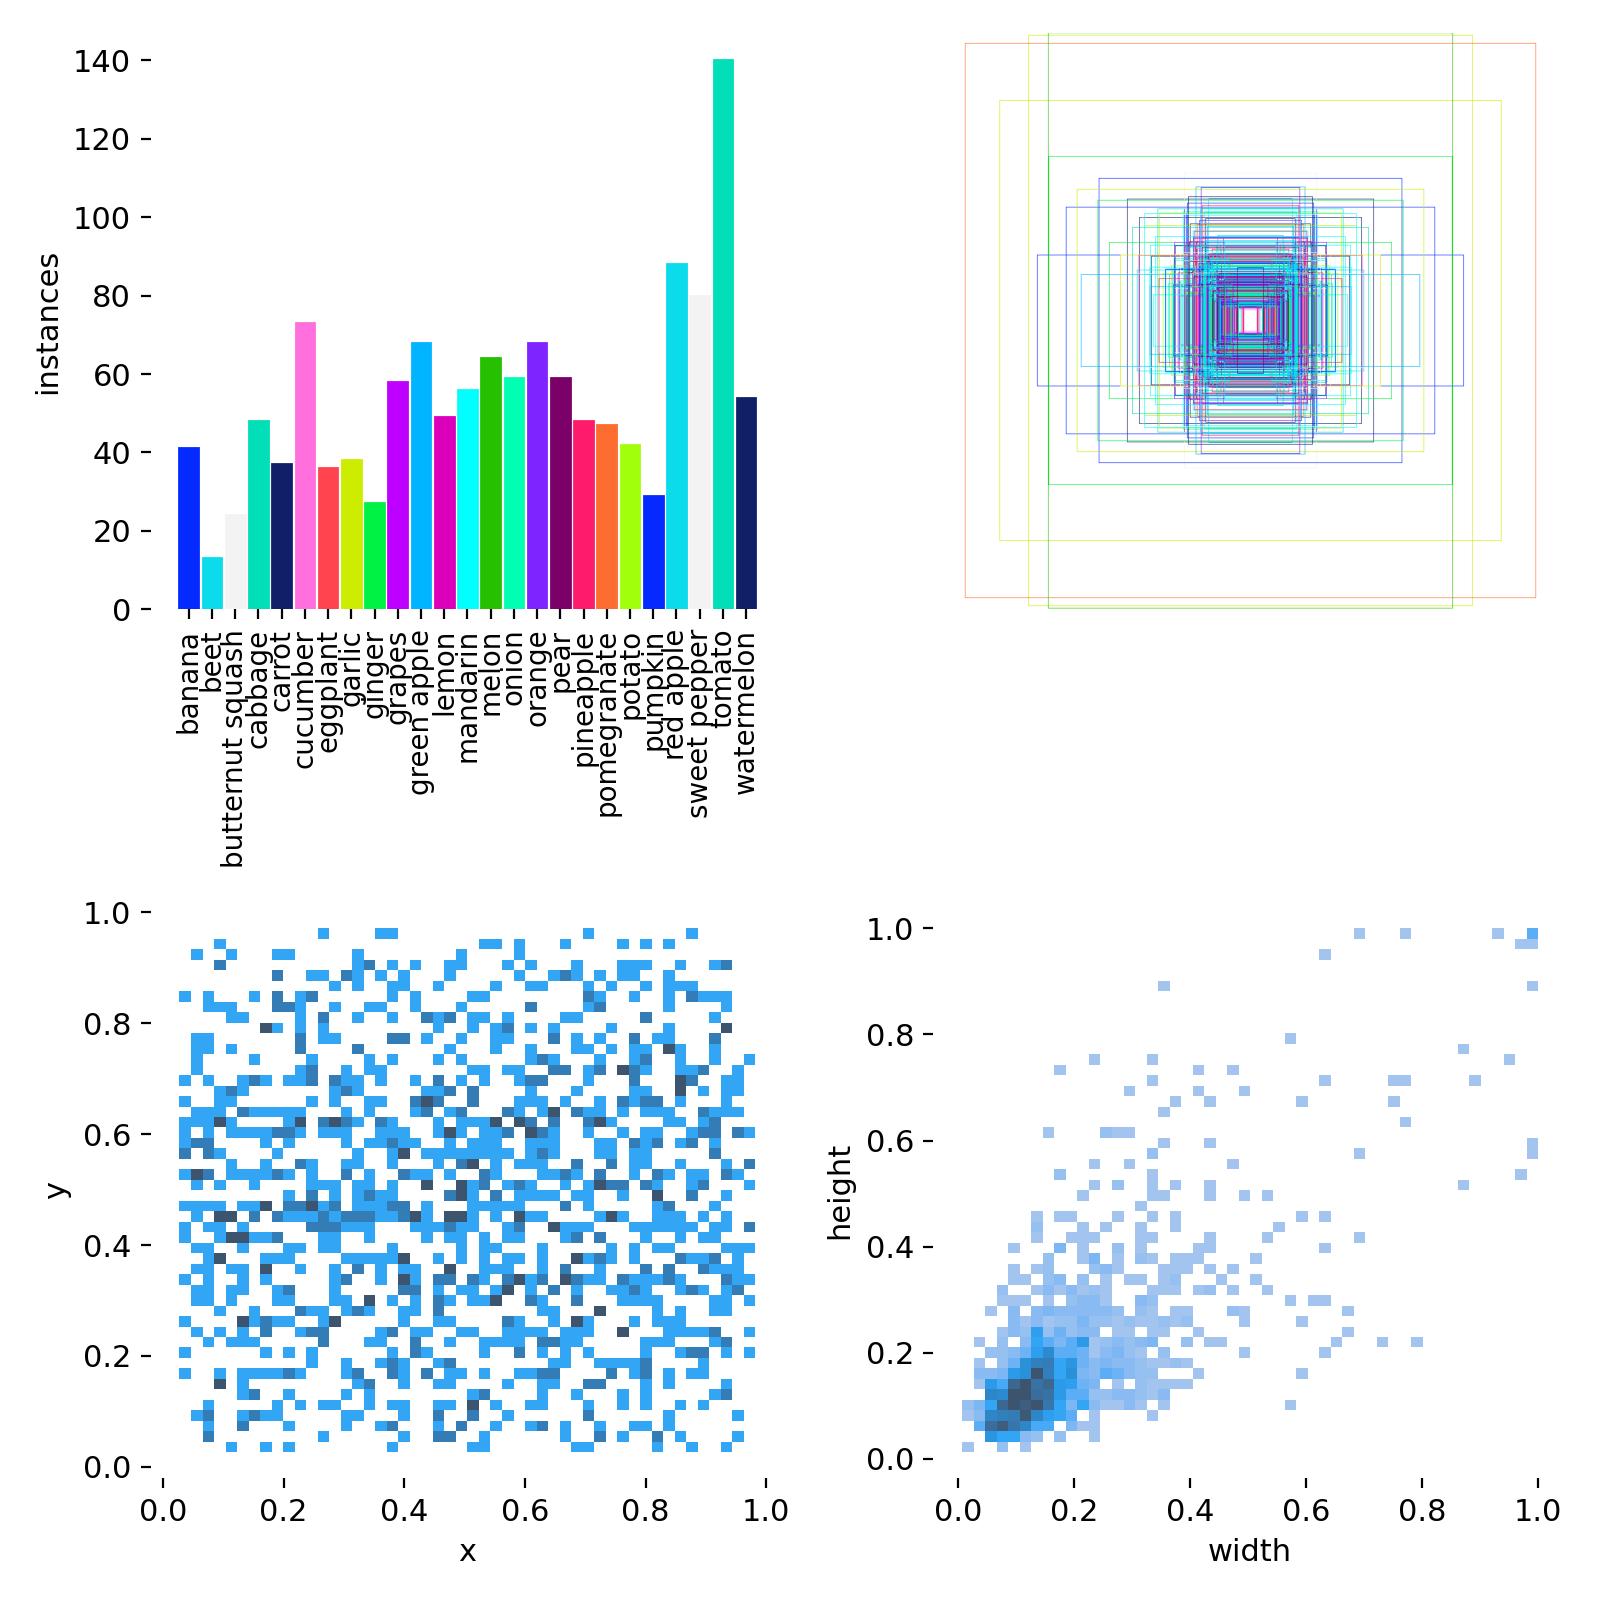 140
120
100
80
60
40
20
0
instances
banana
beet
butternut squash
cabbage
carrot
cucumber
eggplant
garlic
ginger
grapes
green apple
lemon
mandarin
melon
onion
orange
pear
pineapple
pomegranate
potato
pumpkin
red apple
sweet pepper
tomato
watermelon
1.0
0.8
0.6
0.4
0.2
0.0
y
0.0 0.2 0.4 0.6 0.8 1.0
x
1.0
0.8
0.6
0.4
0.2
0.0
height
0.0 0.2 0.4 0.6 0.8 1.0
width